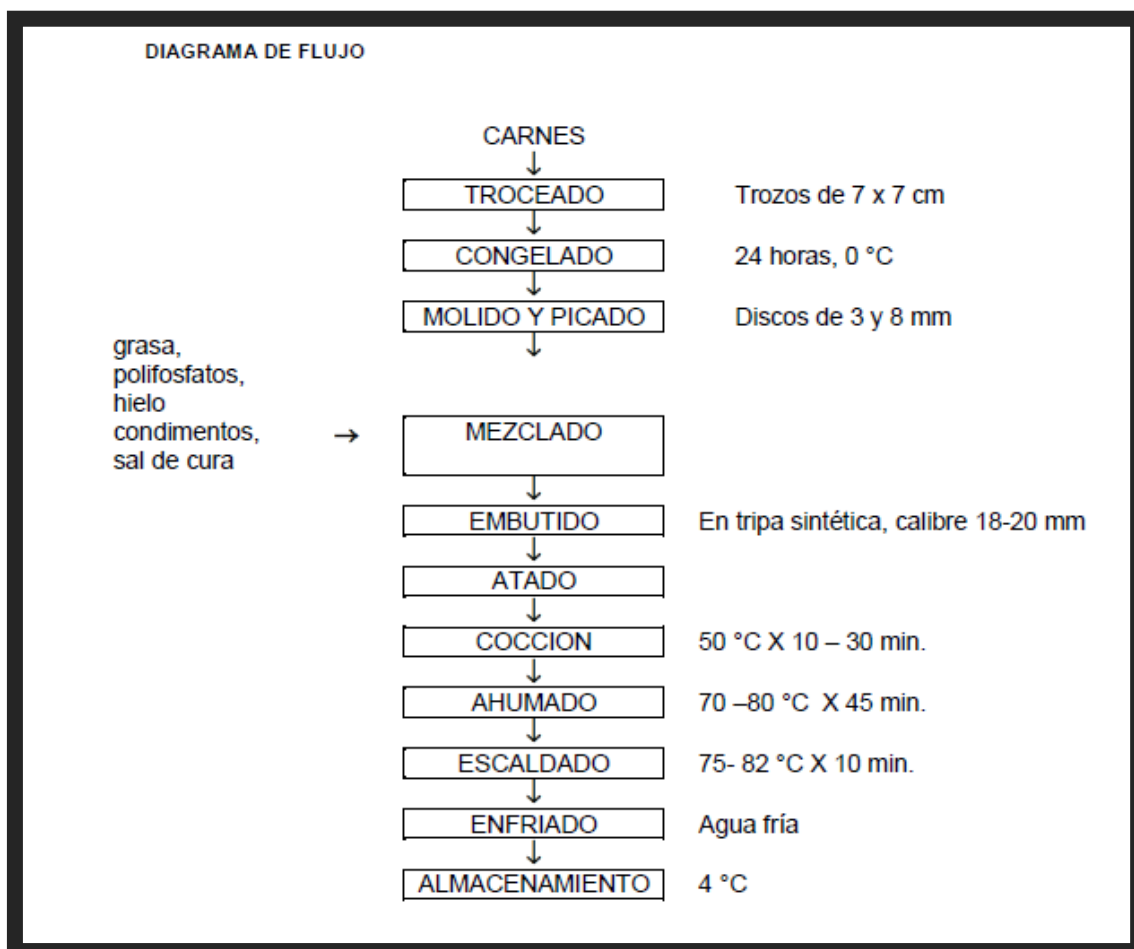 DIAGRAMA DE FLUJO
CARNES
↓
TROCEADO Trozos de 7 x 7 cm
↓
CONGELADO 24 horas, 0 °C
↓
MOLIDO Y PICADO Discos de 3 y 8 mm
↓
grasa,
polifosfatos,
hielo
condimentos,
sal de cura
→ MEZCLADO
↓
EMBUTIDO En tripa sintética, calibre 18-20 mm
↓
ATADO
↓
COCCION 50 °C X 10 – 30 min.
↓
AHUMADO 70 –80 °C X 45 min.
↓
ESCALDADO 75- 82 °C X 10 min.
↓
ENFRIADO Agua fría
↓
ALMACENAMIENTO 4 °C